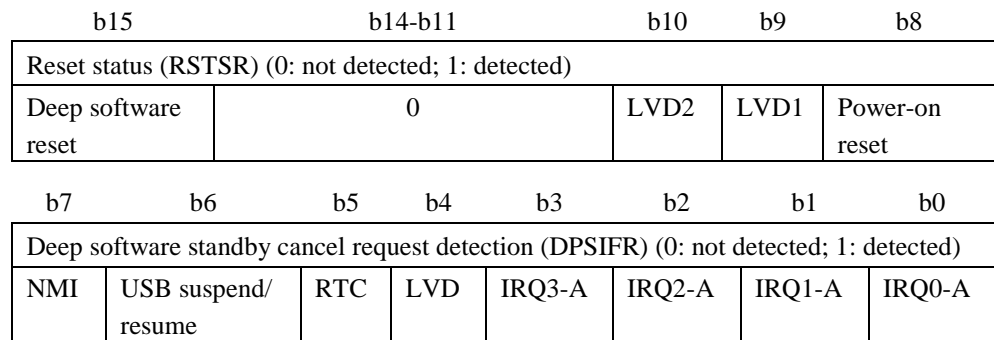 b15 b14-b11 b10 b9 b8
Reset status (RSTSR) (0: not detected; 1: detected)
Deep software reset 0 LVD2 LVD1 Power-on reset
b7 b6 b5 b4 b3 b2 b1 b0
Deep software standby cancel request detection (DPSIFR) (0: not detected; 1: detected)
NMI USB suspend/ resume RTC LVD IRQ3-A IRQ2-A IRQ1-A IRQ0-A